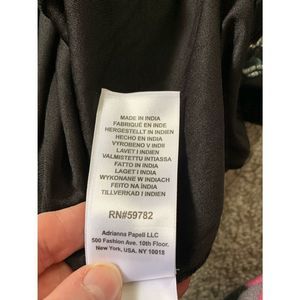 MADE IN INDIA
FABRIQUÉ EN INDE
HERGESTELLT IN INDIEN
HECHO EN INDIA
VYROBENO V INDII
LAVET I INDIEN
VALMISTETTU INTIASSA
FATTO IN INDIA
LAGET I INDIEN
WYKONANE W INDIACH
FEITO NA ÍNDIA
TILLVERKAD I INDIEN
RN#59782
Adrianna Papell LLC
500 Fashion Ave. 10th Floor,
New York, USA. NY 10018